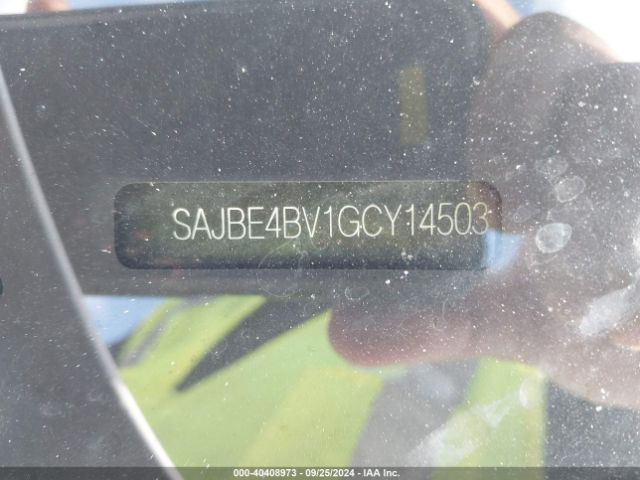 SAJBE4BV1GCY14503
000-40408973 - 09/25/2024 - IAA Inc.